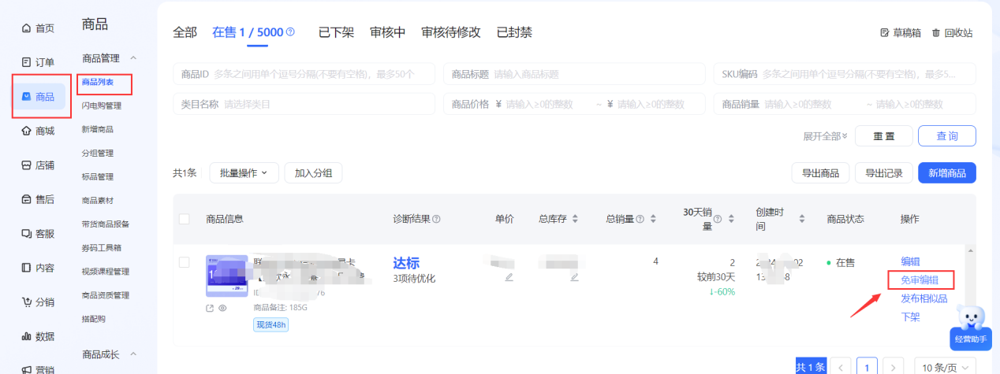 首页
订单
商品
商城
店铺
售后
客服
内容
分销
数据
营销
商品
商品管理
商品列表
闪电购管理
新增商品
分组管理
标品管理
商品素材
带货商品报备
券码工具箱
视频课程管理
商品资质管理
搭配购
商品成长
全部 在售 1 / 5000 已下架 审核中 审核待修改 已封禁 草稿箱 回收站
商品ID 多条之间用单个逗号分隔(不要有空格)，最多50个 商品标题 请输入商品标题 SKU编码 多条之间用单个逗号分隔(不要有空格)，最多5...
类目名称 请选择类目 商品价格 ¥ 请输入≥0的整数 ~ ¥ 请输入≥0的整数 商品销量 请输入≥0的整数 ~ 请输入≥0的整数
展开全部 重 置 查 询
共1条 批量操作 加入分组 导出商品 导出记录 新增商品
商品信息 诊断结果 单价 总库存 总销量 30天销量 创建时间 商品状态 操作
达标
3项待优化
商品备注: 185G
现货48h
4
2
较前30天
↓-60%
在售
编辑
免审编辑
发布相似品
下架
经营助手
共 1 条 1 10 条/页